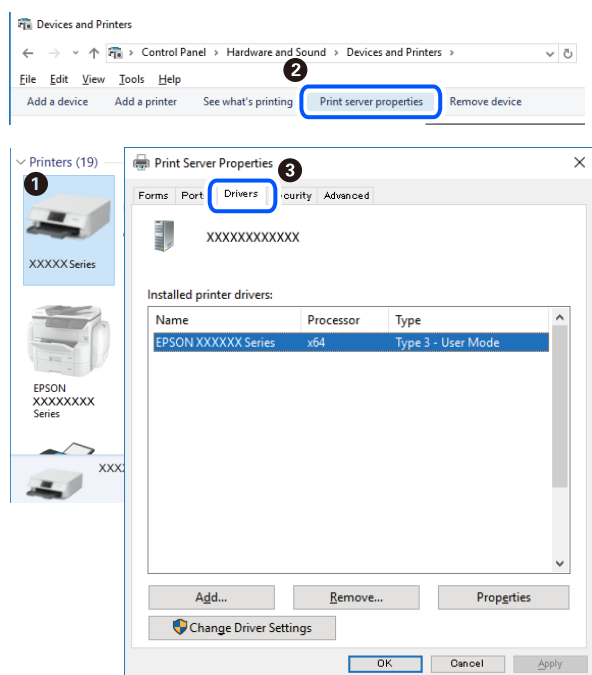 Devices and Printers
Control Panel > Hardware and Sound > Devices and Printers >
2
File Edit View Tools Help
Add a device Add a printer See what's printing Print server properties Remove device
Printers (19)
1
XXXXX Series
EPSON
XXXXXXXX
Series
XXX
Print Server Properties
3
Forms Port Drivers curity Advanced
XXXXXXXXXXXX
Installed printer drivers:
Name Processor Type
EPSON XXXXXX Series x64 Type 3 - User Mode
Add... Remove... Properties
Change Driver Settings
OK Cancel Apply